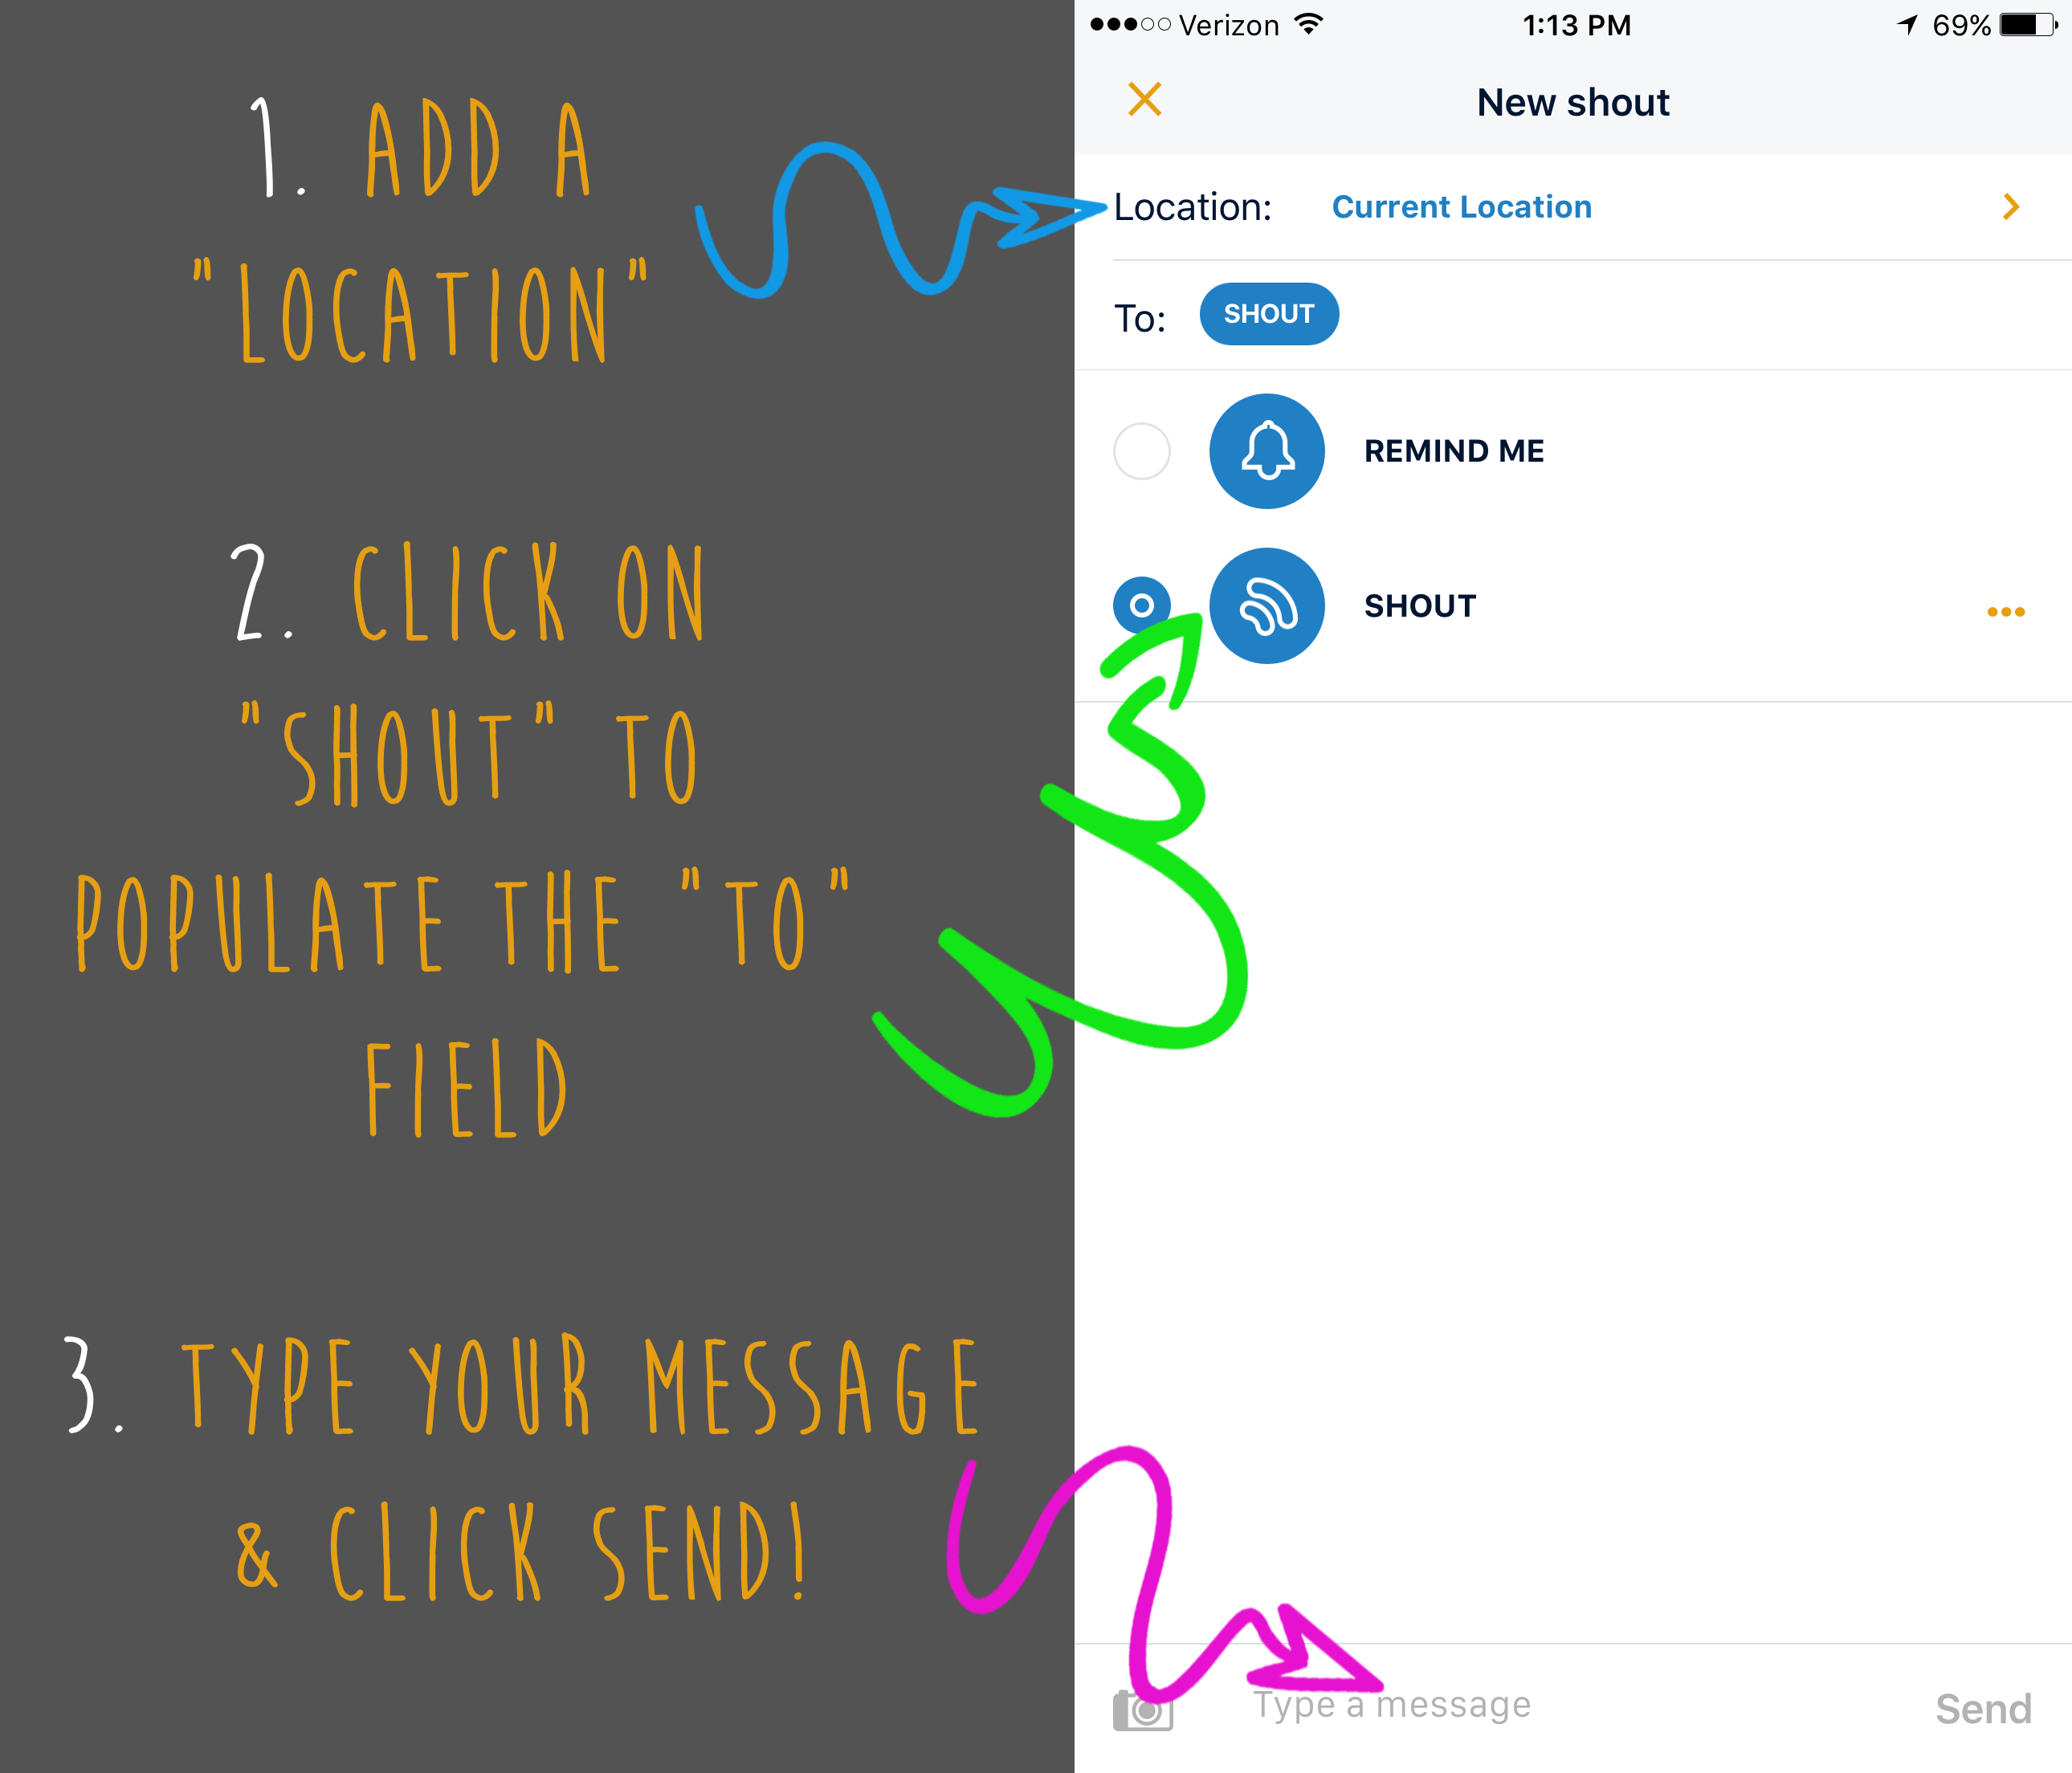 1. ADD A
"LOCATION"
2. CLICK ON
"SHOUT" TO
POPULATE THE "TO"
FIELD
3. TYPE YOUR MESSAGE
& CLICK SEND!
Verizon 1:13 PM 69%
New shout
Location: Current Location
To: SHOUT
REMIND ME
SHOUT
Type a message Send